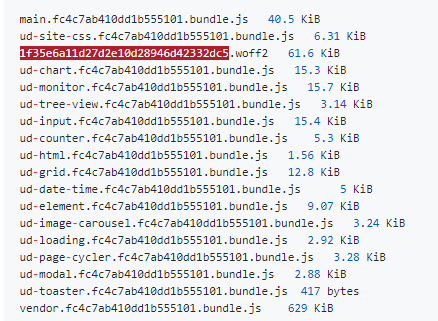 main.fc4c7ab410dd1b555101.bundle.js 40.5 KiB
ud-site-css.fc4c7ab410dd1b555101.bundle.js 6.31 KiB
1f35e6a11d27d2e10d28946d42332dc5.woff2 61.6 KiB
ud-chart.fc4c7ab410dd1b555101.bundle.js 15.3 KiB
ud-monitor.fc4c7ab410dd1b555101.bundle.js 15.7 KiB
ud-tree-view.fc4c7ab410dd1b555101.bundle.js 3.14 KiB
ud-input.fc4c7ab410dd1b555101.bundle.js 15.4 KiB
ud-counter.fc4c7ab410dd1b555101.bundle.js 5.3 KiB
ud-html.fc4c7ab410dd1b555101.bundle.js 1.56 KiB
ud-grid.fc4c7ab410dd1b555101.bundle.js 12.8 KiB
ud-date-time.fc4c7ab410dd1b555101.bundle.js 5 KiB
ud-element.fc4c7ab410dd1b555101.bundle.js 9.07 KiB
ud-image-carousel.fc4c7ab410dd1b555101.bundle.js 3.24 KiB
ud-loading.fc4c7ab410dd1b555101.bundle.js 2.92 KiB
ud-page-cycler.fc4c7ab410dd1b555101.bundle.js 3.28 KiB
ud-modal.fc4c7ab410dd1b555101.bundle.js 2.88 KiB
ud-toaster.fc4c7ab410dd1b555101.bundle.js 417 bytes
vendor.fc4c7ab410dd1b555101.bundle.js 629 KiB